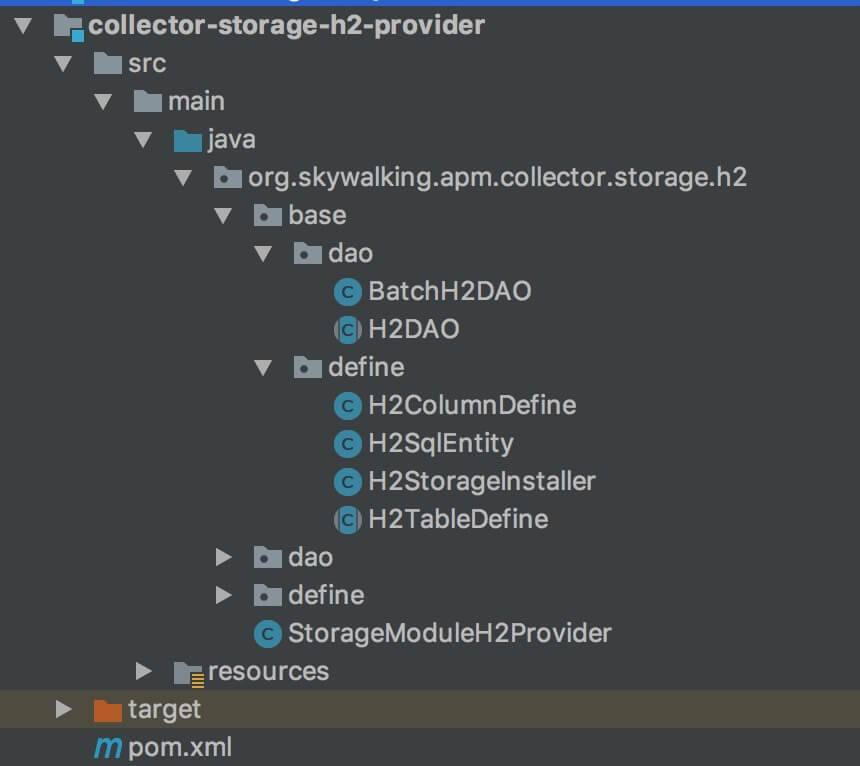 collector-storage-h2-provider
src
main
java
org.skywalking.apm.collector.storage.h2
base
dao
C BatchH2DAO
C H2DAO
define
C H2ColumnDefine
C H2SqlEntity
C H2StorageInstaller
C H2TableDefine
dao
define
C StorageModuleH2Provider
resources
target
m pom.xml